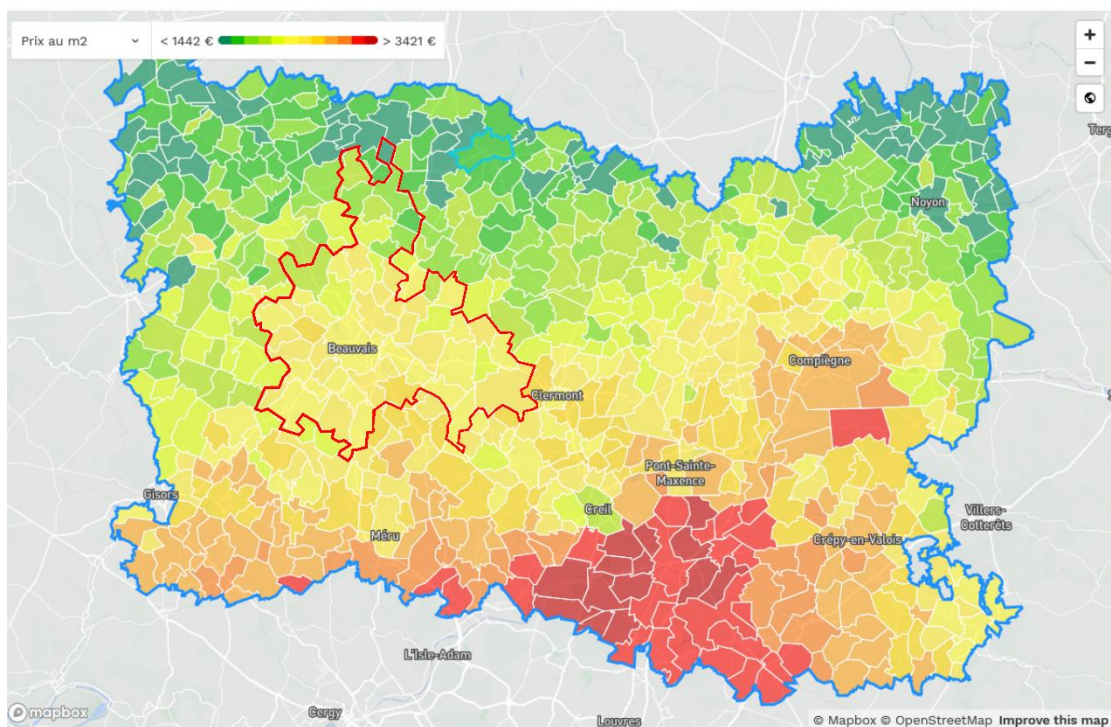 Prix au m2
< 1442 €
> 3421 €
+
−
Terg
Noyon
Beauvais
Compiègne
Clermont
S
Pont-Sainte-
Maxence
Gisors
Creil
Villers-
Cotterêts
Méru
Crépy-en-Valois
L'Isle-Adam
mapbox
Cergy
Louvres
© Mapbox © OpenStreetMap Improve this map